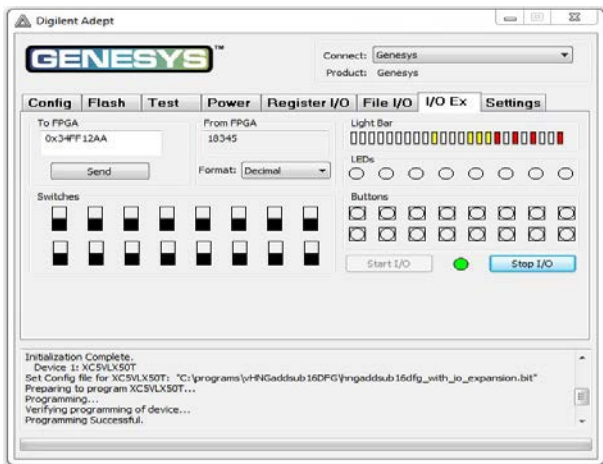 Digilent Adept
GENESYS™
Connect: Genesys
Product: Genesys
Config Flash Test Power Register I/O File I/O I/O Ex Settings
To FPGA From FPGA Light Bar
0x34FF12AA 18345
LEDs
Send Format: Decimal
Switches Buttons
Start I/O Stop I/O
Initialization Complete.
Device 1: XC5VLX50T
Set Config file for XC5VLX50T: "C:\programs\vHNGaddsub16DFG\hngaddsub16dfg_with_io_expansion.bit"
Preparing to program XC5VLX50T...
Programming...
Verifying programming of device...
Programming Successful.